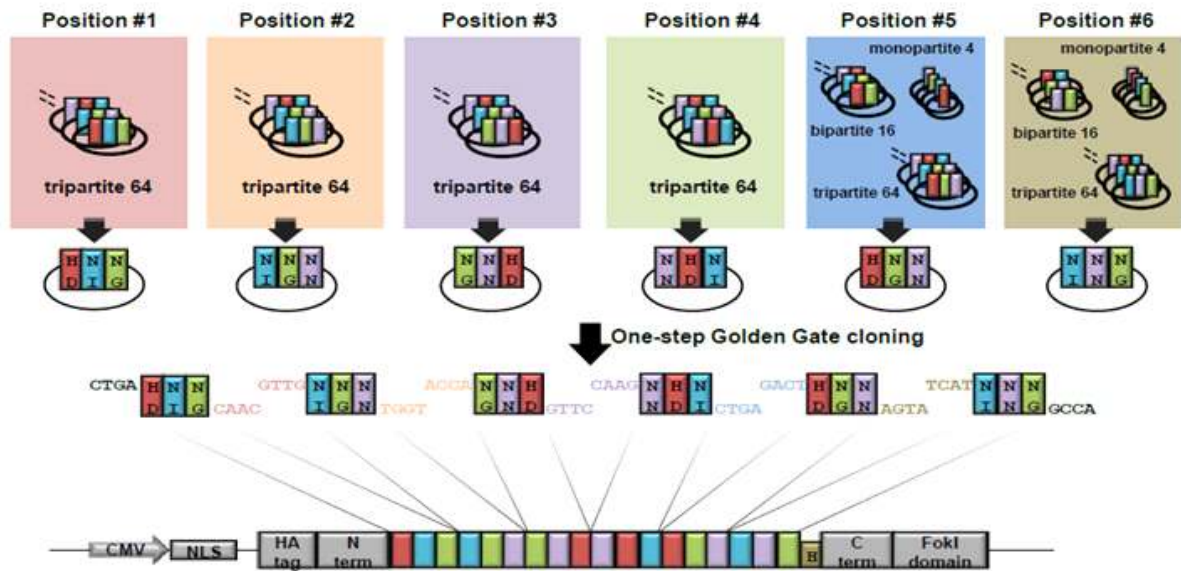 Position #1 Position #2 Position #3 Position #4 Position #5 Position #6
monopartite 4 monopartite 4
bipartite 16 bipartite 16
tripartite 64 tripartite 64 tripartite 64 tripartite 64 tripartite 64 tripartite 64
H N N N N N N N H N H N H N N N N N
D I G I G N G N D N D I D G N I N G
One-step Golden Gate cloning
CTGA H N N GTTG N N N ACCA N N H CAAG N H N GACT H N N TCAT N N N
D I G CAAC I G N TGGT G N D GTTC N D I CTGA D G N AGTA I N G GCCA
CMV NLS HA tag N term C term FokI domain